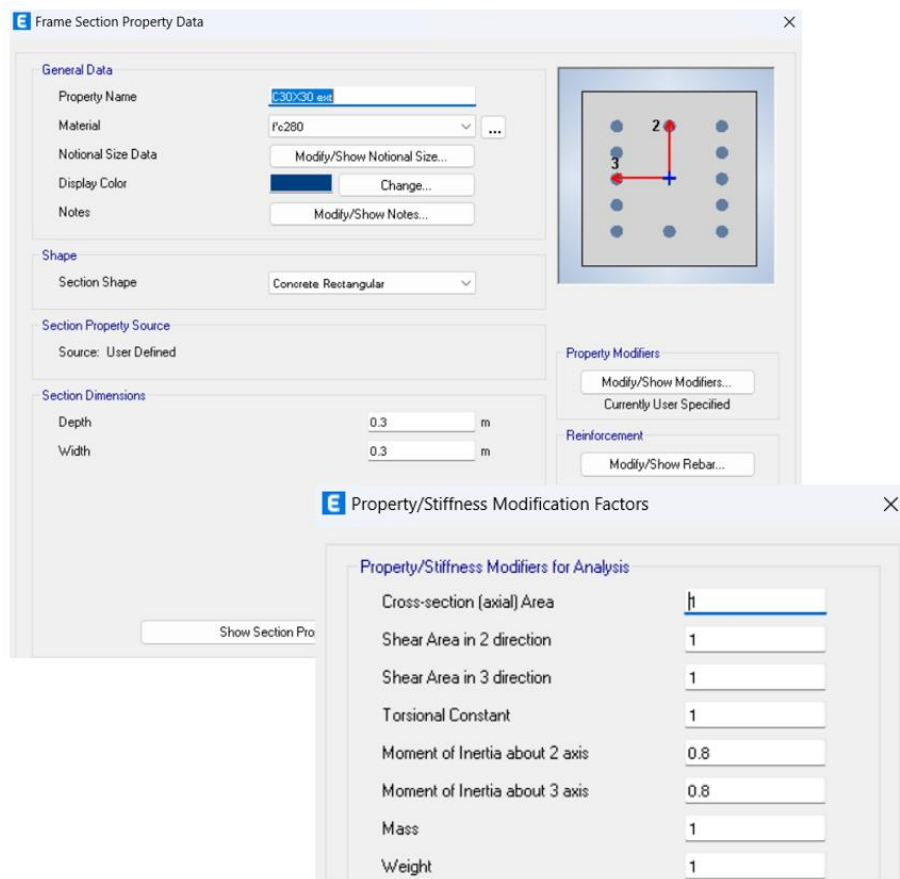 E Frame Section Property Data
General Data
Property Name C30X30 ext
Material f'c280 ...
Notional Size Data Modify/Show Notional Size...
Display Color Change...
Notes Modify/Show Notes...
2
3
Shape
Section Shape Concrete Rectangular
Section Property Source
Source: User Defined
Property Modifiers
Modify/Show Modifiers...
Currently User Specified
Section Dimensions
Depth 0.3 m
Width 0.3 m
Reinforcement
Modify/Show Rebar...
Show Section Pro
E Property/Stiffness Modification Factors
Property/Stiffness Modifiers for Analysis
Cross-section (axial) Area 1
Shear Area in 2 direction 1
Shear Area in 3 direction 1
Torsional Constant 1
Moment of Inertia about 2 axis 0.8
Moment of Inertia about 3 axis 0.8
Mass 1
Weight 1